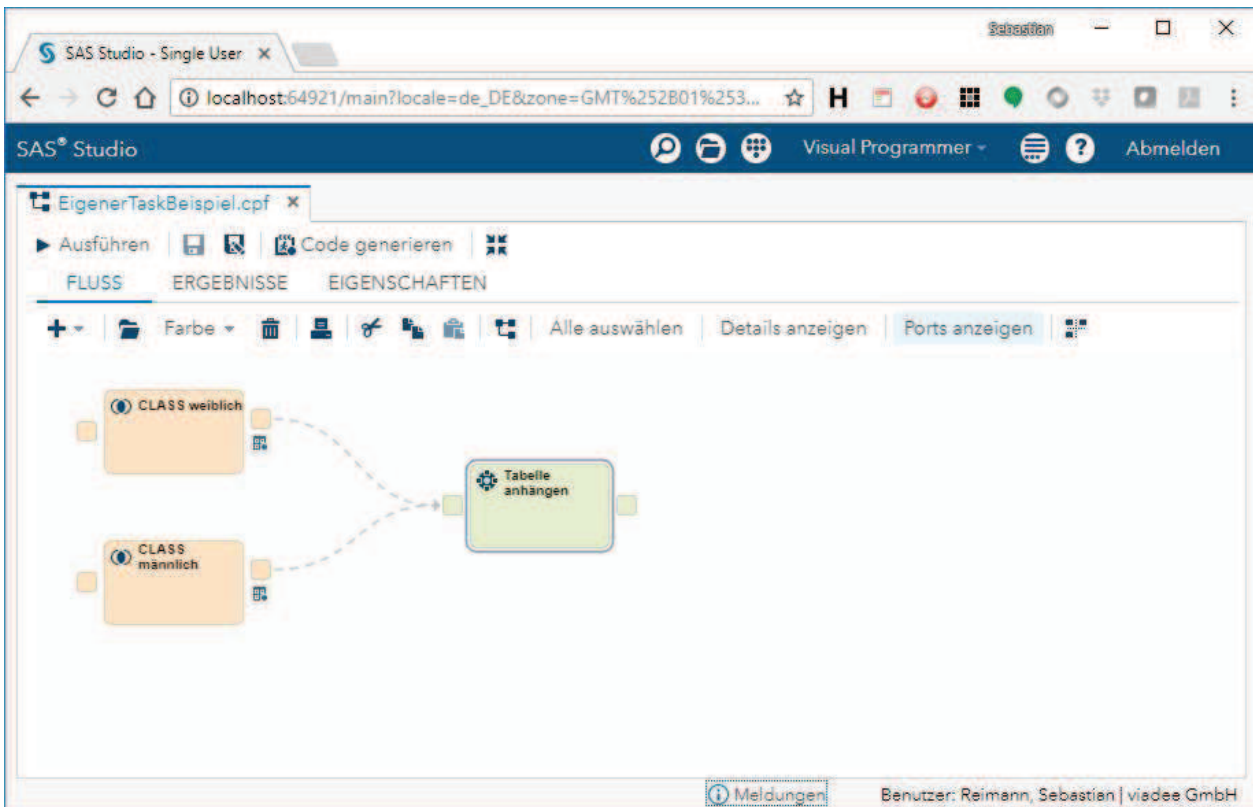 Sebastian
SAS Studio - Single User
localhost:64921/main?locale=de_DE&zone=GMT%252B01%253...
H
SAS® Studio
Visual Programmer
?
Abmelden
EigenerTaskBeispiel.cpf
Ausführen
Code generieren
FLUSS
ERGEBNISSE
EIGENSCHAFTEN
Farbe
Alle auswählen
Details anzeigen
Ports anzeigen
CLASS weiblich
Tabelle
anhängen
CLASS
männlich
Meldungen
Benutzer: Reimann, Sebastian | viadee GmbH